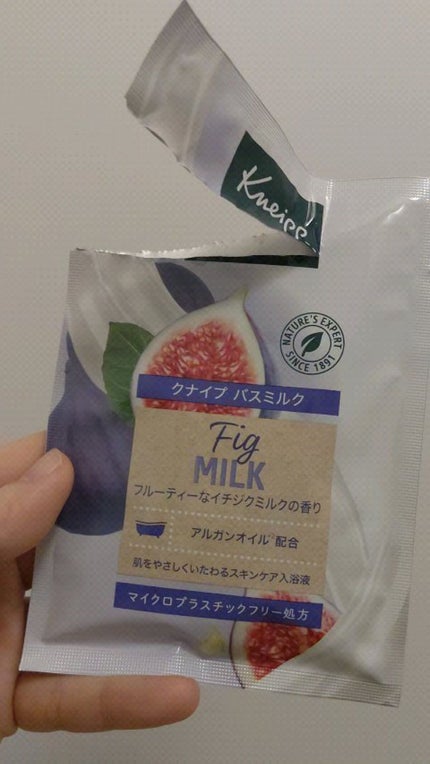 Kneipp
NATURE'S EXPERT
SINCE 1891
クナイプ バスミルク
Fig
MILK
フルーティーなイチジクミルクの香り
アルガンオイル 配合
肌をやさしくいたわるスキンケア入浴液
マイクロプラスチックフリー処方